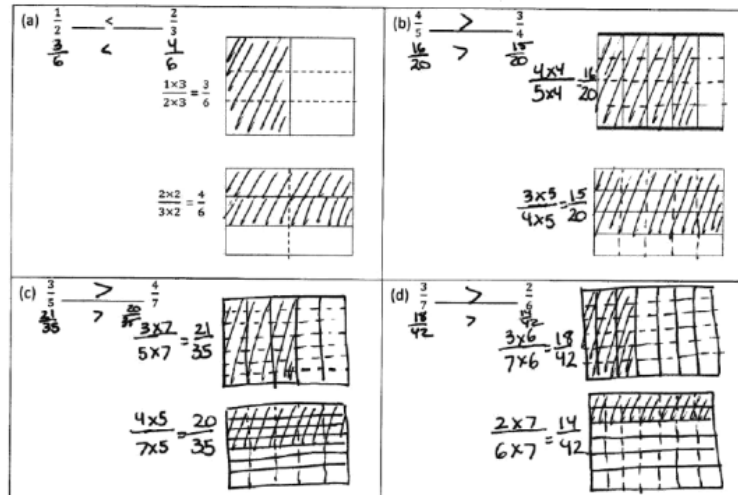 (a) 1/2 < 2/3
3/6 < 4/6
1×3/2×3 = 3/6
2×2/3×2 = 4/6
(b) 4/5 > 3/4
16/20 > 15/20
4×4/5×4 = 16/20
3×5/4×5 = 15/20
(c) 3/5 > 4/7
21/35 > 20/35
3×7/5×7 = 21/35
4×5/7×5 = 20/35
(d) 3/7 > 2/6
18/42 > 14/42
3×6/7×6 = 18/42
2×7/6×7 = 14/42